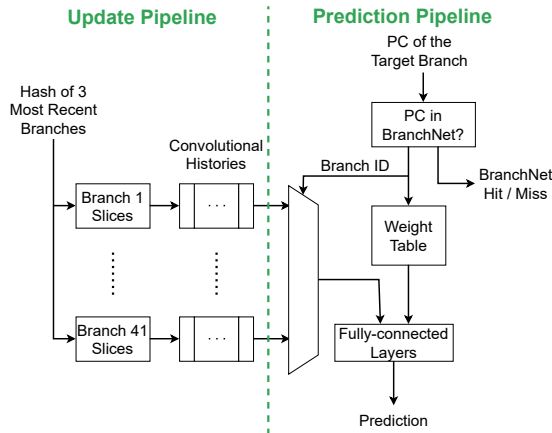 Update Pipeline
Prediction Pipeline
PC of the
Target Branch
Hash of 3
Most Recent
Branches
PC in
BranchNet?
Convolutional
Histories
Branch ID
BranchNet
Hit / Miss
Branch 1
Slices
· · ·
Weight
Table
Branch 41
Slices
· · ·
Fully-connected
Layers
Prediction